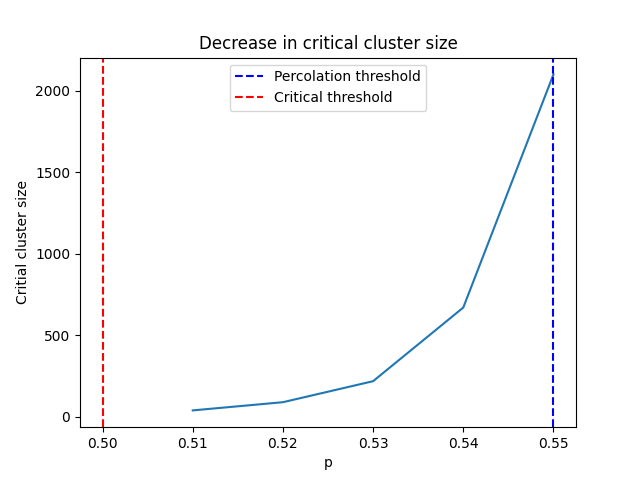 Decrease in critical cluster size
Percolation threshold
Critical threshold
Critial cluster size
2000
1500
1000
500
0
0.50 0.51 0.52 0.53 0.54 0.55
p